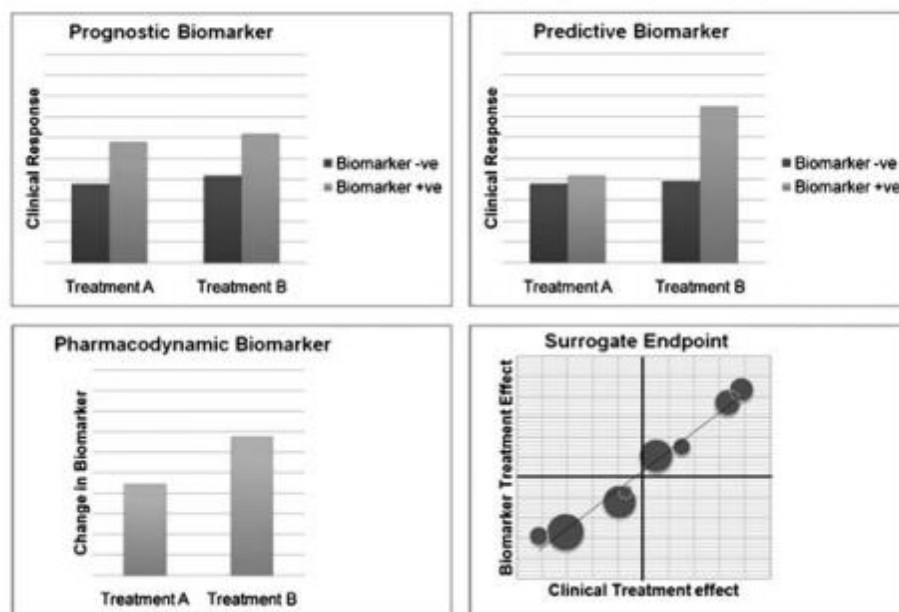 Prognostic Biomarker
Clinical Response
Biomarker -ve
Biomarker +ve
Treatment A
Treatment B
Predictive Biomarker
Clinical Response
Biomarker -ve
Biomarker +ve
Treatment A
Treatment B
Pharmacodynamic Biomarker
Change in Biomarker
Treatment A
Treatment B
Surrogate Endpoint
Biomarker Treatment Effect
Clinical Treatment effect